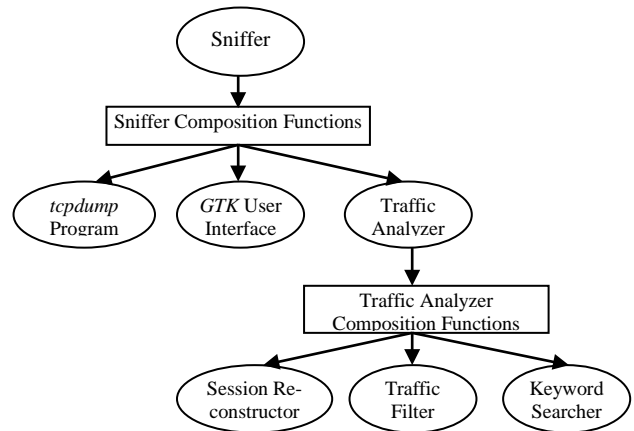 Sniffer
Sniffer Composition Functions
tcpdump
Program
GTK User
Interface
Traffic
Analyzer
Traffic Analyzer
Composition Functions
Session Re-
constructor
Traffic
Filter
Keyword
Searcher